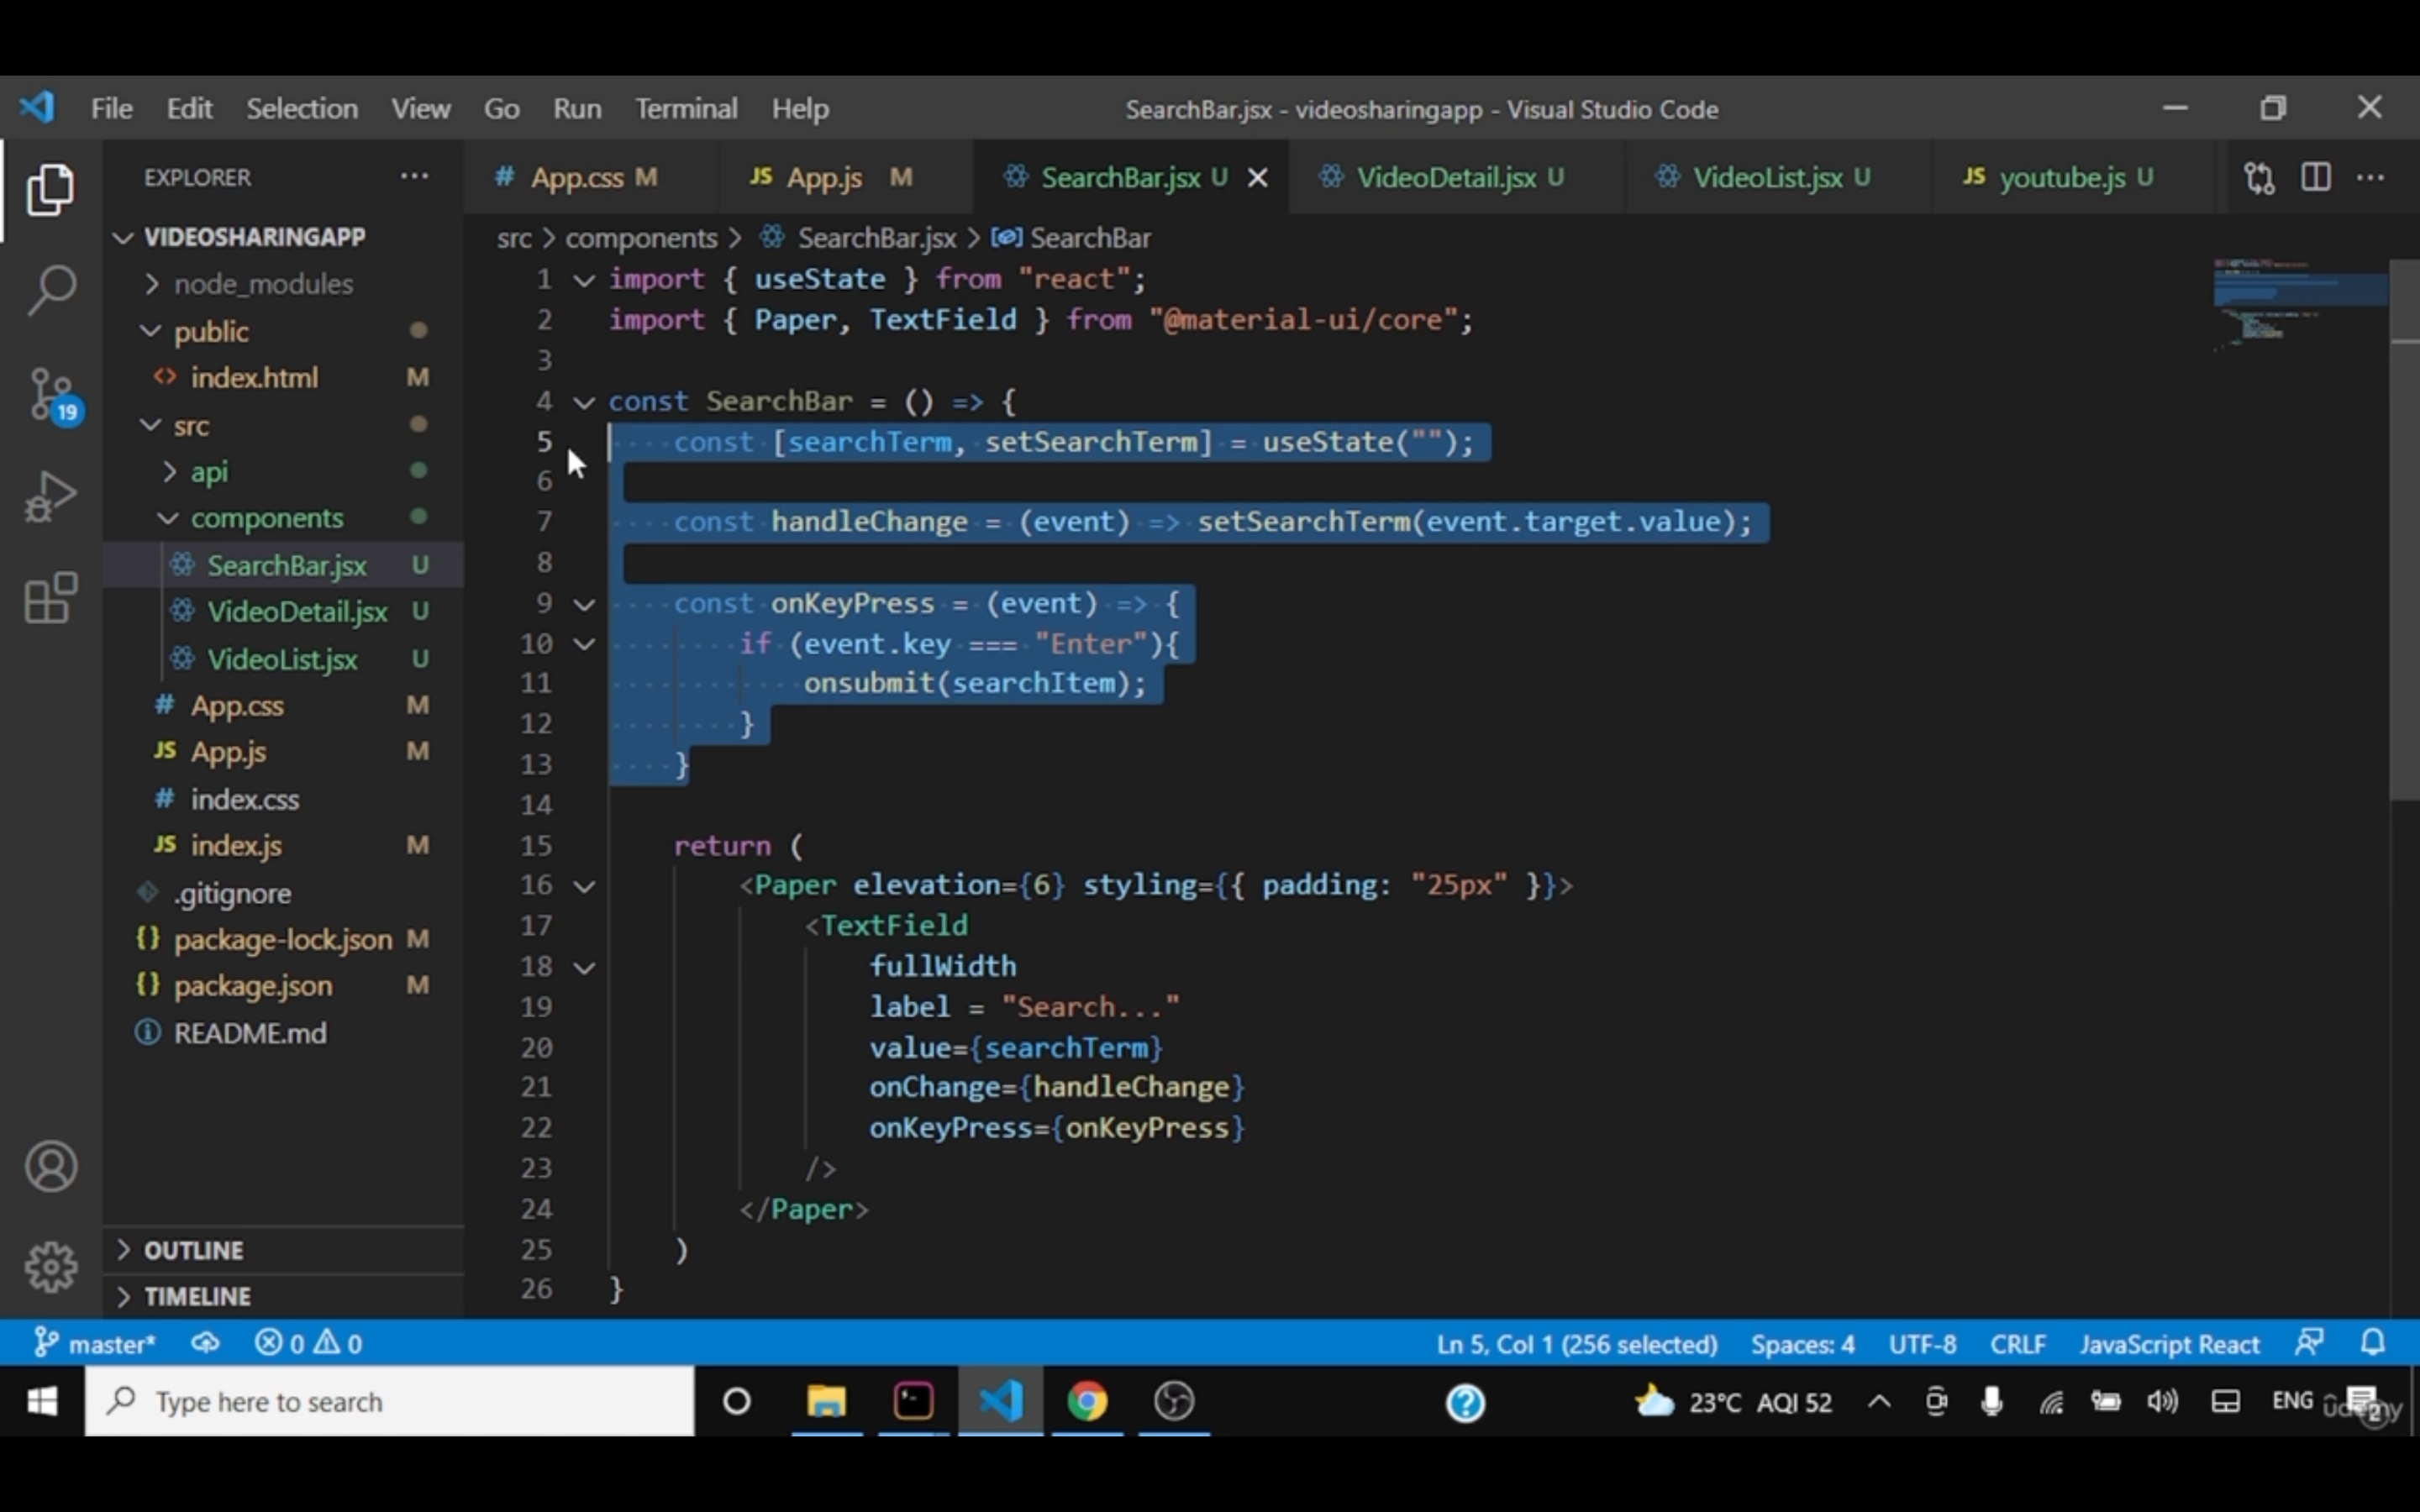 File Edit Selection View Go Run Terminal Help SearchBar.jsx - videosharingapp - Visual Studio Code
EXPLORER ...
# App.css M JS App.js M SearchBar.jsx U VideoDetail.jsx U VideoList.jsx U JS youtube.js U ...
VIDEOSHARINGAPP
node_modules
public
<> index.html M
src
api
components
SearchBar.jsx U
VideoDetail.jsx U
VideoList.jsx U
# App.css M
JS App.js M
# index.css
JS index.js M
.gitignore
{} package-lock.json M
{} package.json M
README.md
OUTLINE
TIMELINE
19
src > components > SearchBar.jsx > SearchBar
1 import { useState } from "react";
2 import { Paper, TextField } from "@material-ui/core";
3
4 const SearchBar = () => {
5 const [searchTerm, setSearchTerm] = useState("");
6
7 const handleChange = (event) => setSearchTerm(event.target.value);
8
9 const onKeyPress = (event) => {
10 if (event.key === "Enter"){
11 onsubmit(searchItem);
12 }
13 }
14
15 return (
16 <Paper elevation={6} styling={{ padding: "25px" }}>
17 <TextField
18 fullWidth
19 label = "Search..."
20 value={searchTerm}
21 onChange={handleChange}
22 onKeyPress={onKeyPress}
23 />
24 </Paper>
25 )
26 }
master* 0 0 Ln 5, Col 1 (256 selected) Spaces: 4 UTF-8 CRLF JavaScript React
Type here to search 23°C AQI 52 ENG 2
ûdemy